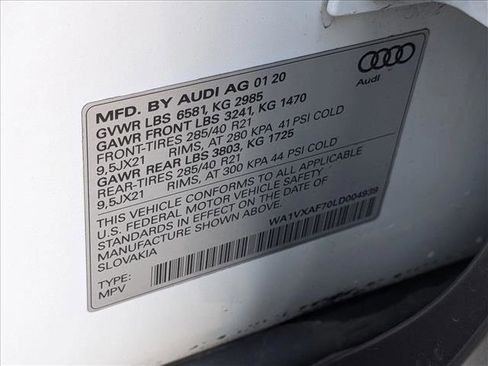 MFD. BY AUDI AG 01 20
GVWR LBS 6581, KG 2985
GAWR FRONT LBS 3241, KG 1470
FRONT-TIRES 285/40 R21
9,5JX21 RIMS, AT 280 KPA 41 PSI COLD
GAWR REAR LBS 3803, KG 1725
REAR-TIRES 285/40 R21
9,5JX21 RIMS, AT 300 KPA 44 PSI COLD
THIS VEHICLE CONFORMS TO ALL APPLICABLE
U.S. FEDERAL MOTOR VEHICLE SAFETY
STANDARDS IN EFFECT ON THE DATE OF
MANUFACTURE SHOWN ABOVE.
SLOVAKIA
WA1VXAF70LD004939
TYPE:
MPV
Audi